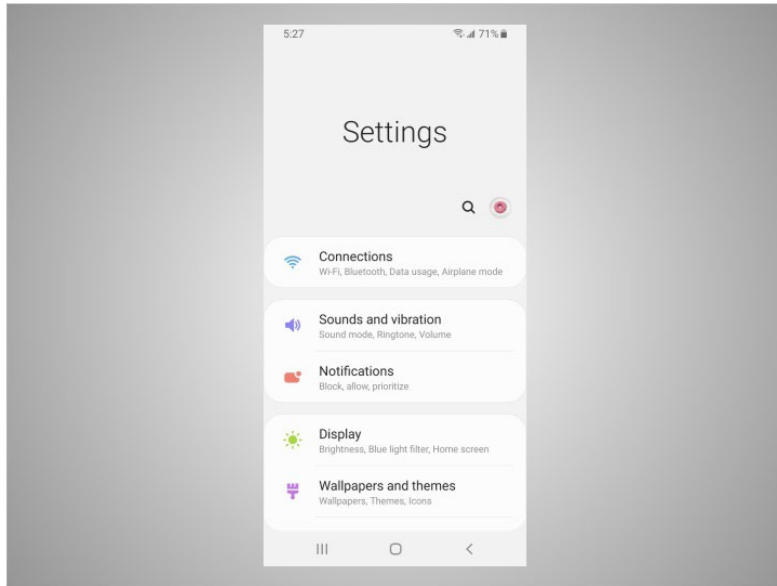 5:27 71%
Settings
Connections
Wi-Fi, Bluetooth, Data usage, Airplane mode
Sounds and vibration
Sound mode, Ringtone, Volume
Notifications
Block, allow, prioritize
Display
Brightness, Blue light filter, Home screen
Wallpapers and themes
Wallpapers, Themes, Icons